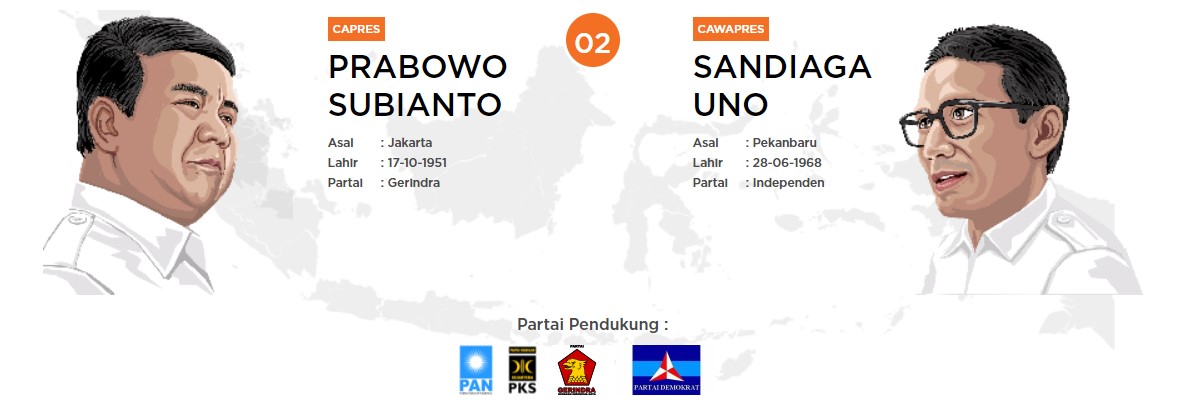 CAPRES
PRABOWO
SUBIANTO
Asal : Jakarta
Lahir : 17-10-1951
Partai : Gerindra
02
CAWAPRES
SANDIAGA
UNO
Asal : Pekanbaru
Lahir : 28-06-1968
Partai : Independen
Partai Pendukung :
PAN
PKS
PARTAI
GERINDRA
PARTAI DEMOKRAT